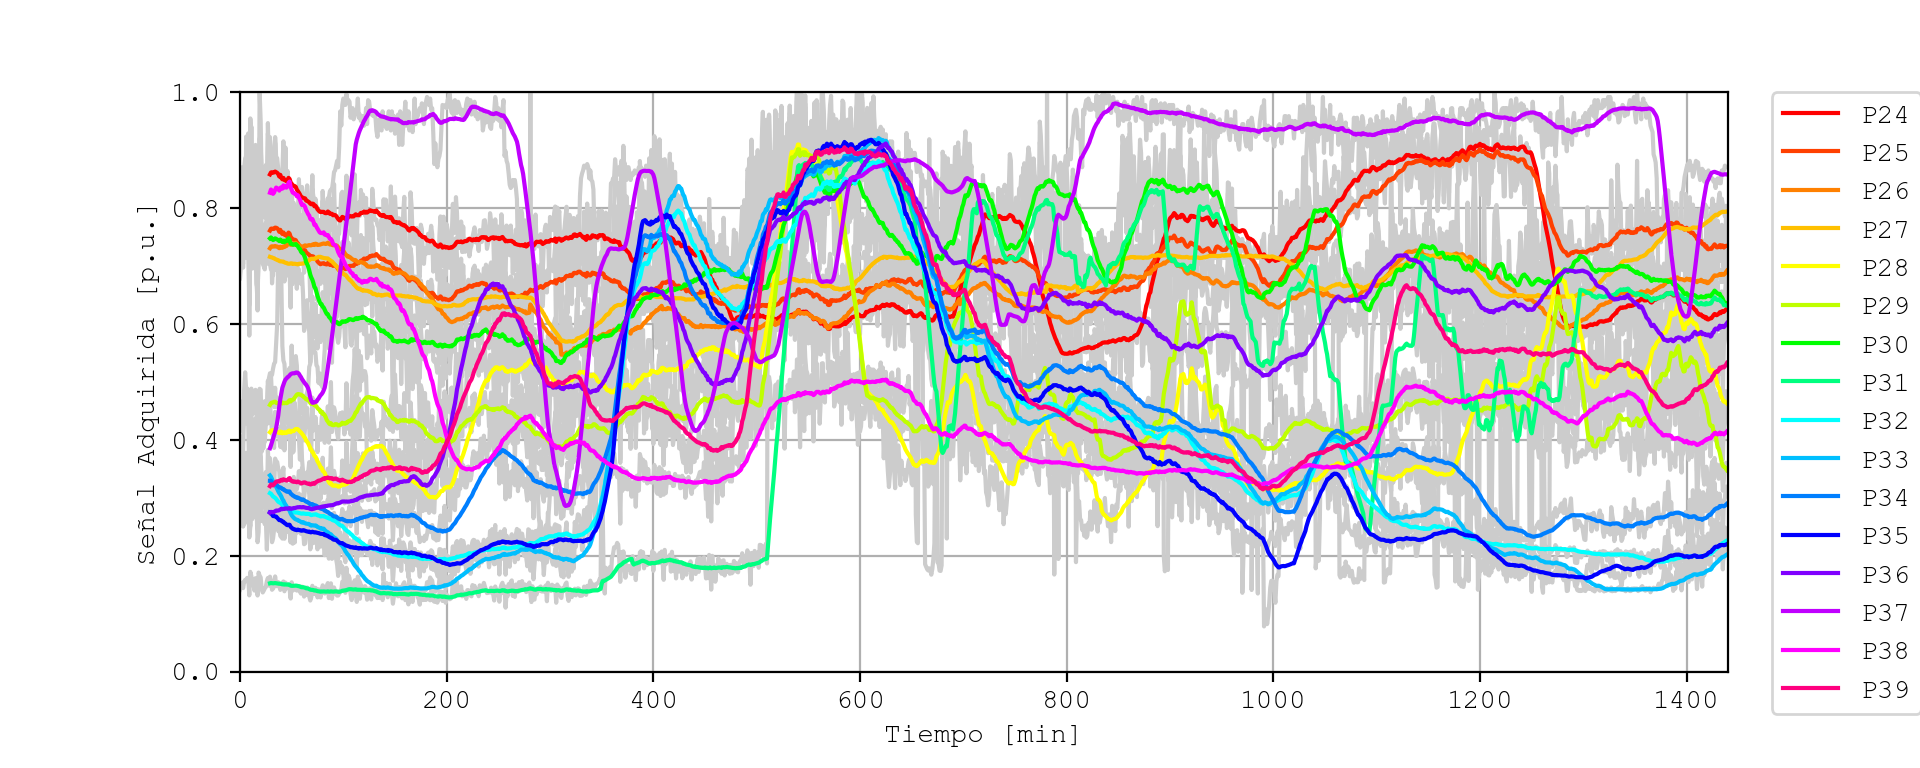 Señal Adquirida [p.u.]
1.0
0.8
0.6
0.4
0.2
0.0
0 200 400 600 800 1000 1200 1400
Tiempo [min]
P24
P25
P26
P27
P28
P29
P30
P31
P32
P33
P34
P35
P36
P37
P38
P39